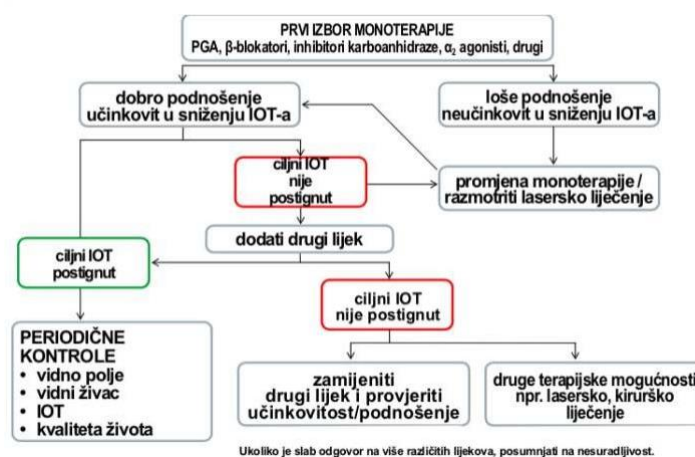 PRVI IZBOR MONOTERAPIJE
PGA, β-blokatori, inhibitori karboanhidraze, α₂ agonisti, drugi
dobro podnošenje
učinkovit u sniženju IOT-a
loše podnošenje
neučinkovit u sniženju IOT-a
ciljni IOT
nije
postignut
promjena monoterapije /
razmotriti lasersko liječenje
dodati drugi lijek
ciljni IOT
postignut
ciljni IOT
nije postignut
PERIODIČNE
KONTROLE
• vidno polje
• vidni živac
• IOT
• kvaliteta života
zamijeniti
drugi lijek i provjeriti
učinkovitost/podnošenje
druge terapijske mogućnosti
npr. lasersko, kirurško
liječenje
Ukoliko je slab odgovor na više različitih lijekova, posumnjati na nesuradljivost.